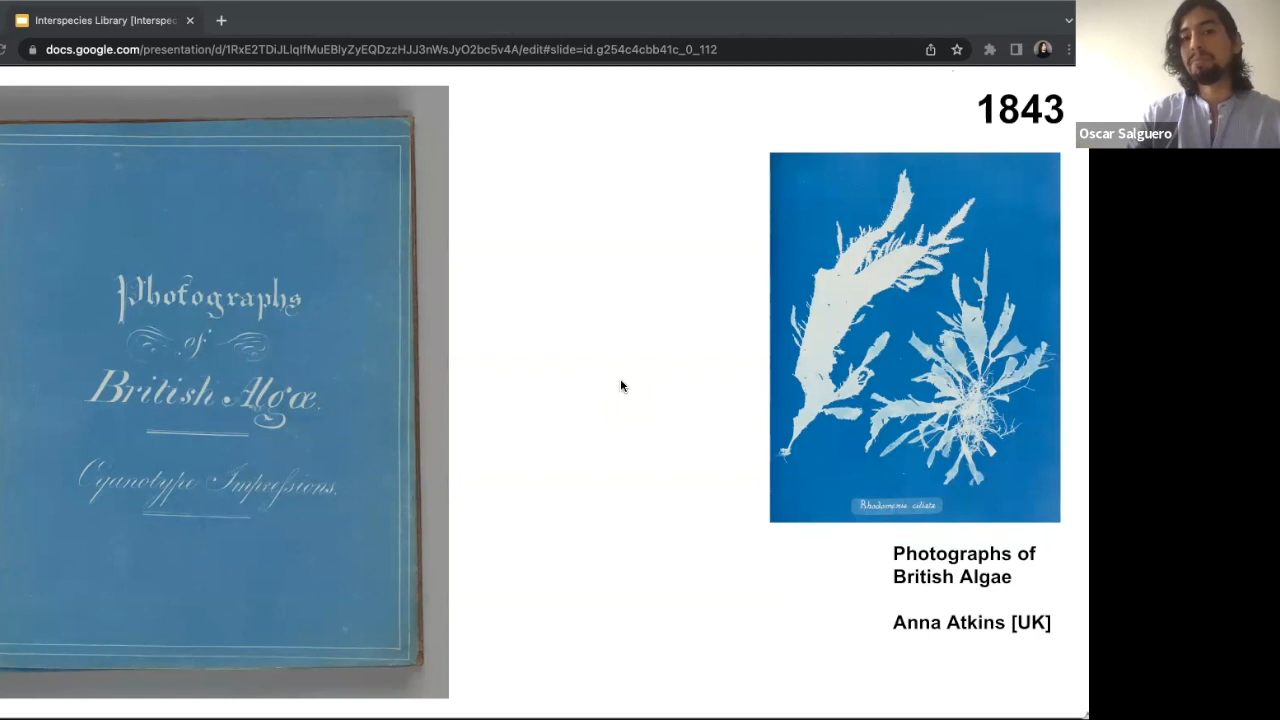 Interspecies Library [Interspec
docs.google.com/presentation/d/1RxE2TDiJLlqIfMuEBlyZyEQDzzHJJ3nWsJyO2bc5v4A/edit#slide=id.g254c4cbb41c_0_112
Oscar Salguero
1843
Photographs
of
British Algæ.
Cyanotype Impressions.
Rhodomenia ciliata
Photographs of
British Algae
Anna Atkins [UK]